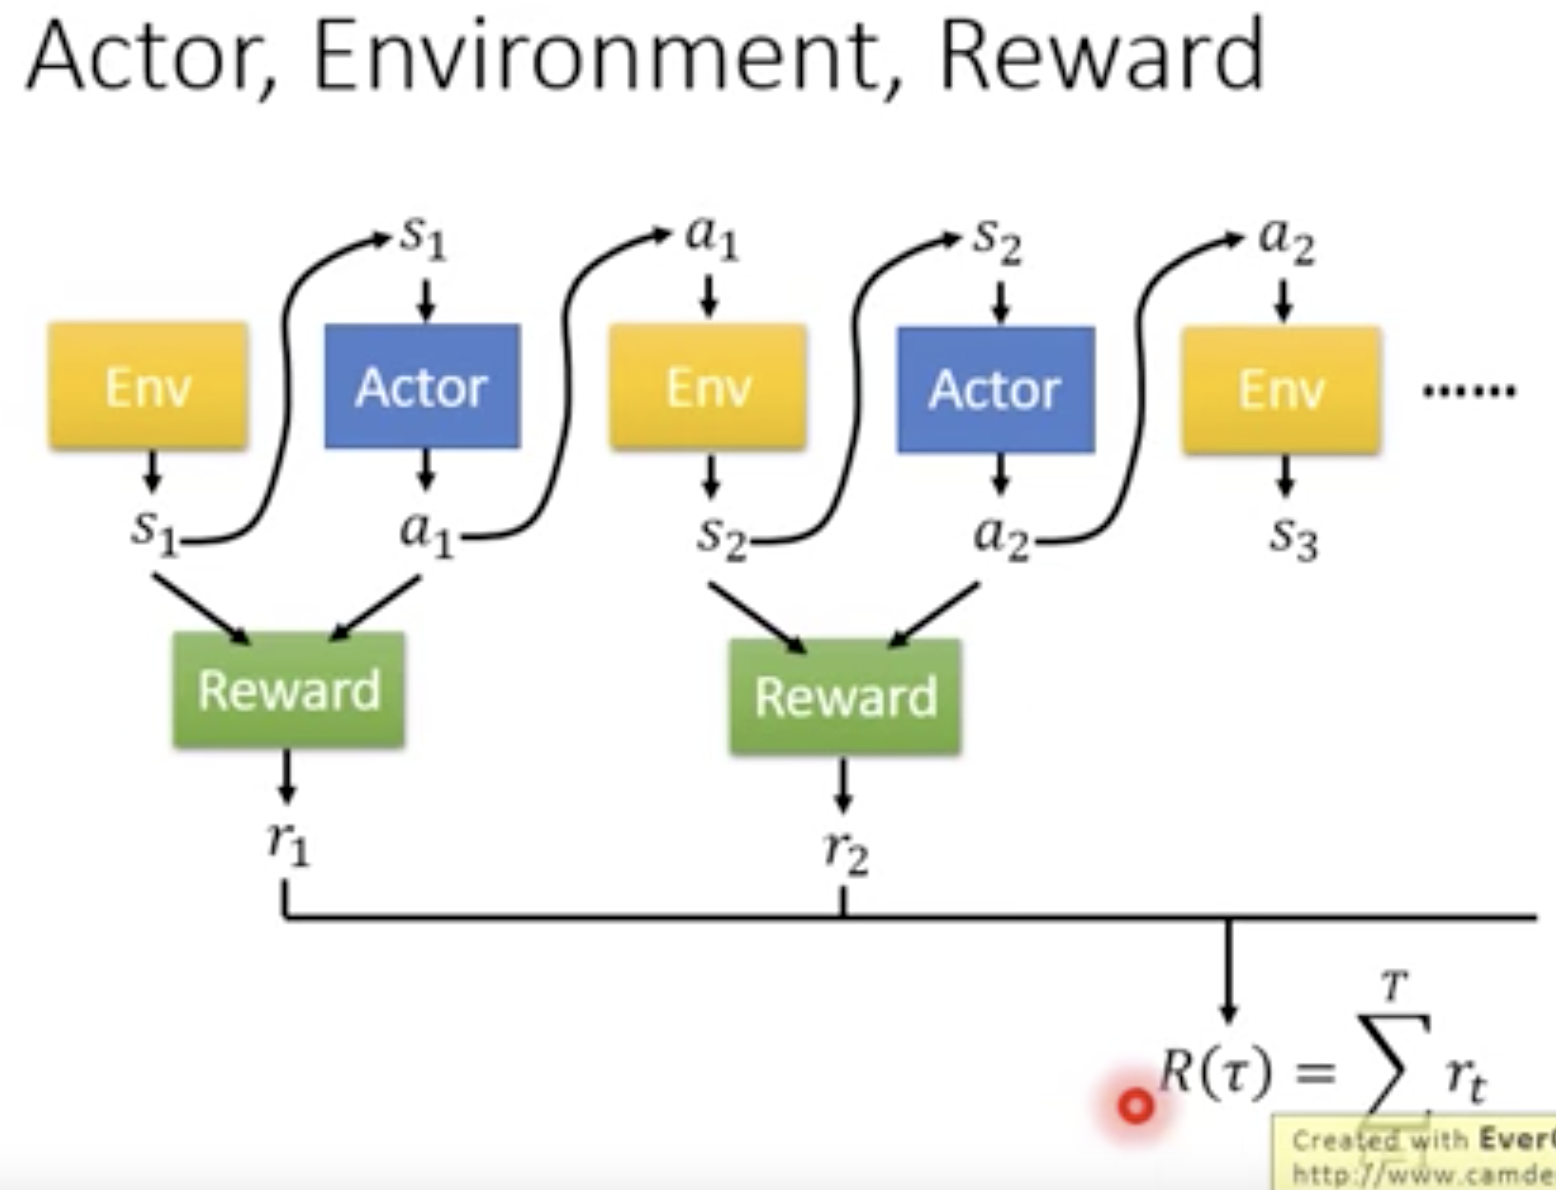 Actor, Environment, Reward
s₁ a₁ s₂ a₂
Env Actor Env Actor Env ......
s₁ a₁ s₂ a₂ s₃
Reward Reward
r₁ r₂
R(τ) = ∑ᵀ rₜ
Created with Ever
http://www.camde